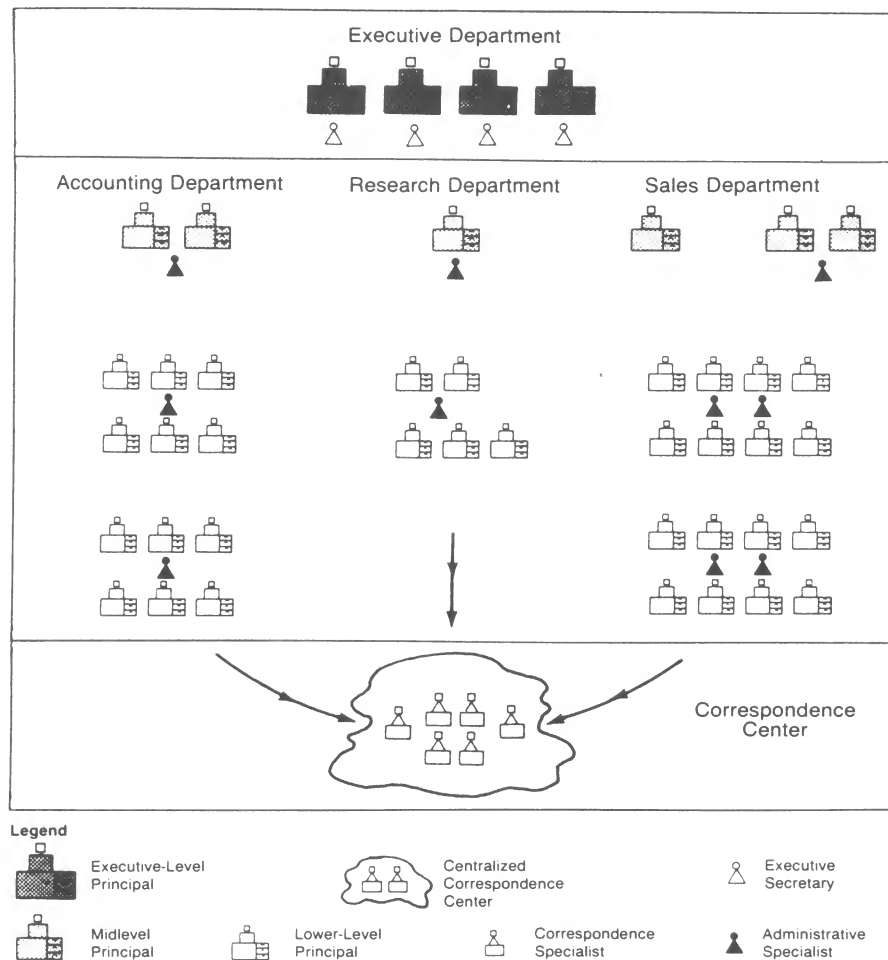 Executive Department
Accounting Department
Research Department
Sales Department
Correspondence
Center
Legend
Executive-Level
Principal
Centralized
Correspondence
Center
Executive
Secretary
Midlevel
Principal
Lower-Level
Principal
Correspondence
Specialist
Administrative
Specialist